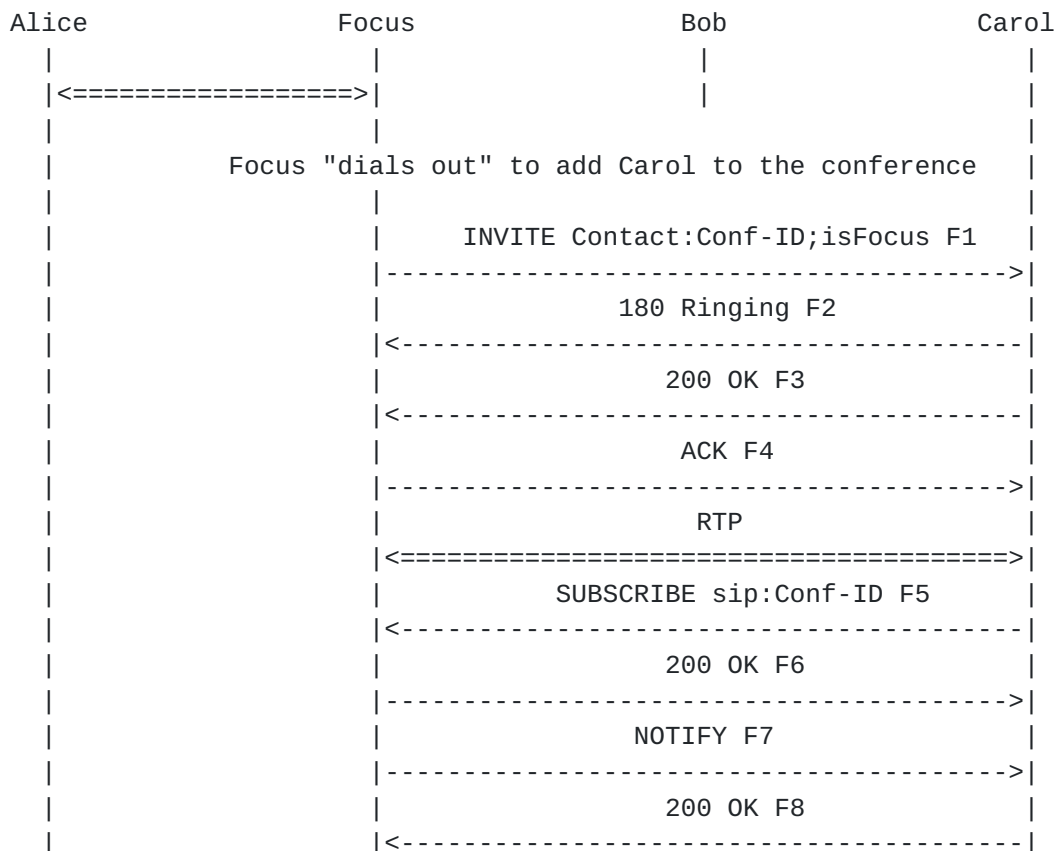 Alice Focus Bob Carol
| | | |
|<==================>| | |
| | |
| Focus "dials out" to add Carol to the conference |
| | |
| | INVITE Contact:Conf-ID;isFocus F1 |
| |---------------------------------------->|
| | 180 Ringing F2 |
| |<----------------------------------------|
| | 200 OK F3 |
| |<----------------------------------------|
| | ACK F4 |
| |---------------------------------------->|
| | RTP |
| |<=======================================>|
| | SUBSCRIBE sip:Conf-ID F5 |
| |<----------------------------------------|
| | 200 OK F6 |
| |---------------------------------------->|
| | NOTIFY F7 |
| |---------------------------------------->|
| | 200 OK F8 |
| |<----------------------------------------|